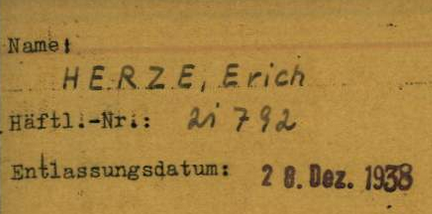 Name:
HERZE, Erich
Häftl.-Nr.: 21792
Entlassungsdatum: 28. Dez. 1938